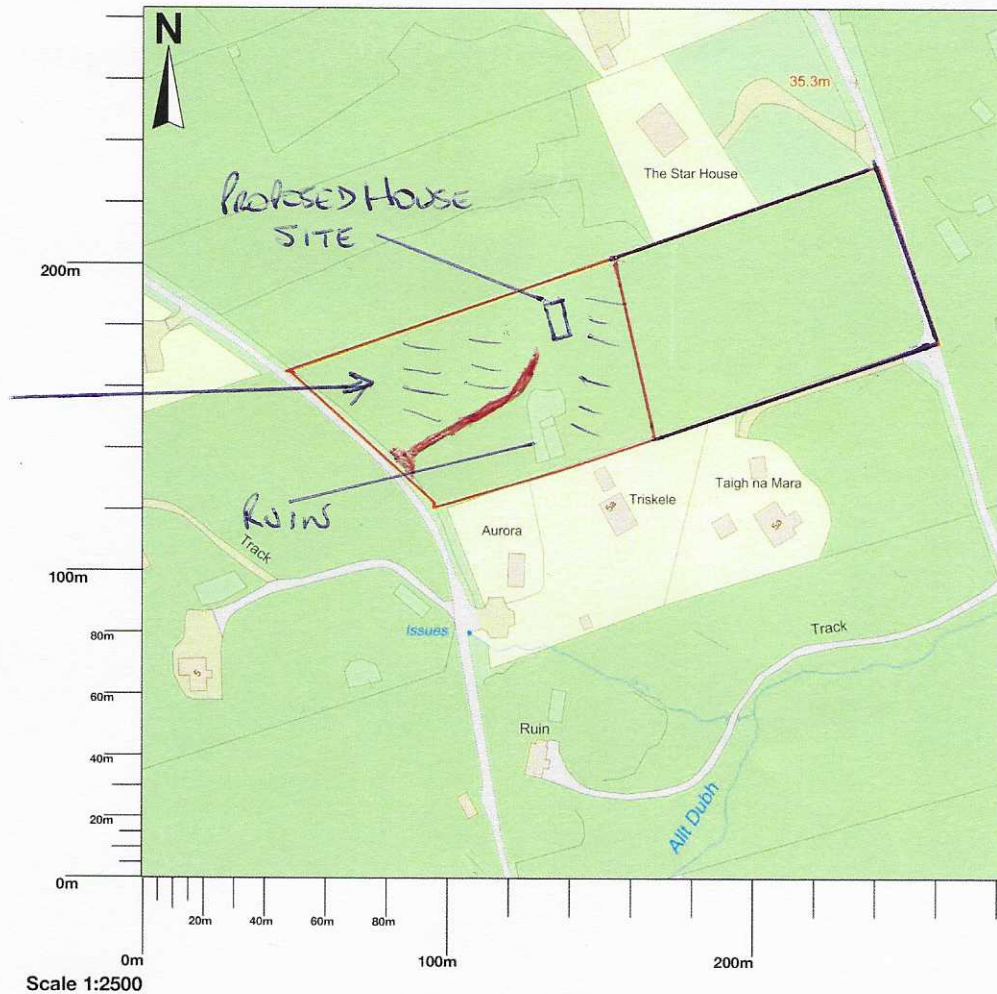 N
35.3m
The Star House
PROPOSED HOUSE
SITE
200m
RUIN
Triskele
Taigh na Mara
5a
5a
Aurora
Track
100m
80m
Issues
Track
5
60m
Ruin
40m
Allt Dubh
20m
0m
20m
40m
60m
80m
0m
100m
200m
Scale 1:2500